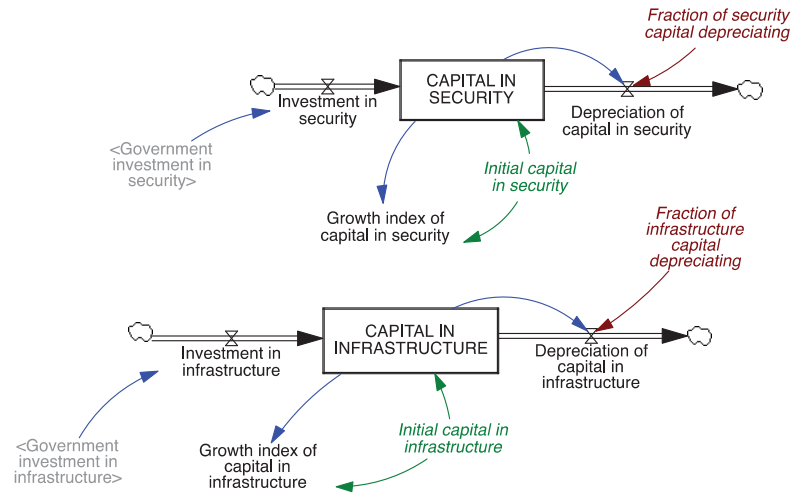 Fraction of security
capital depreciating
CAPITAL IN
SECURITY
Investment in
security
Depreciation of
capital in security
<Government
investment in
security>
Initial capital
in security
Growth index of
capital in security
Fraction of
infrastructure
capital
depreciating
CAPITAL IN
INFRASTRUCTURE
Investment in
infrastructure
Depreciation of
capital in
infrastructure
<Government
investment in
infrastructure>
Growth index of
capital in
infrastructure
Initial capital in
infrastructure